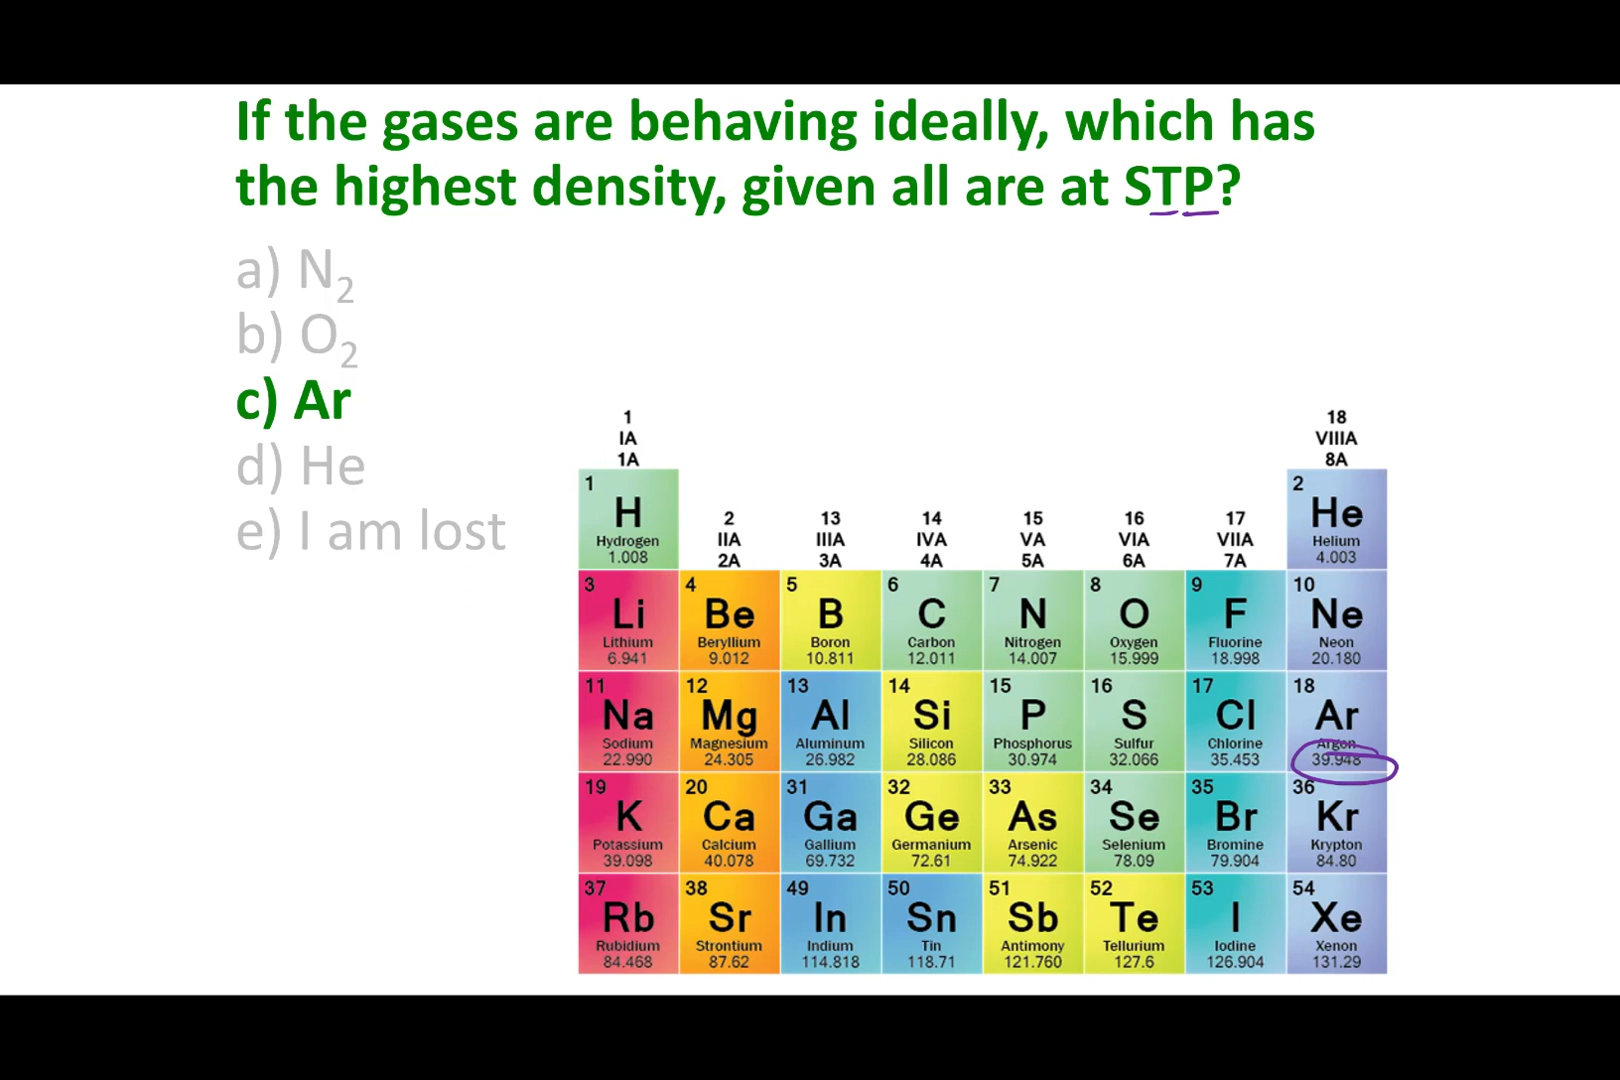 If the gases are behaving ideally, which has
the highest density, given all are at STP?
a) N2
b) O2
c) Ar
d) He
e) I am lost
1
IA
1A
18
VIIIA
8A
1
H
Hydrogen
1.008
2
IIA
2A
13
IIIA
3A
14
IVA
4A
15
VA
5A
16
VIA
6A
17
VIIA
7A
2
He
Helium
4.003
3
Li
Lithium
6.941
4
Be
Beryllium
9.012
5
B
Boron
10.811
6
C
Carbon
12.011
7
N
Nitrogen
14.007
8
O
Oxygen
15.999
9
F
Fluorine
18.998
10
Ne
Neon
20.180
11
Na
Sodium
22.990
12
Mg
Magnesium
24.305
13
Al
Aluminum
26.982
14
Si
Silicon
28.086
15
P
Phosphorus
30.974
16
S
Sulfur
32.066
17
Cl
Chlorine
35.453
18
Ar
Argon
39.948
19
K
Potassium
39.098
20
Ca
Calcium
40.078
31
Ga
Gallium
69.732
32
Ge
Germanium
72.61
33
As
Arsenic
74.922
34
Se
Selenium
78.09
35
Br
Bromine
79.904
36
Kr
Krypton
84.80
37
Rb
Rubidium
84.468
38
Sr
Strontium
87.62
49
In
Indium
114.818
50
Sn
Tin
118.71
51
Sb
Antimony
121.760
52
Te
Tellurium
127.6
53
I
Iodine
126.904
54
Xe
Xenon
131.29